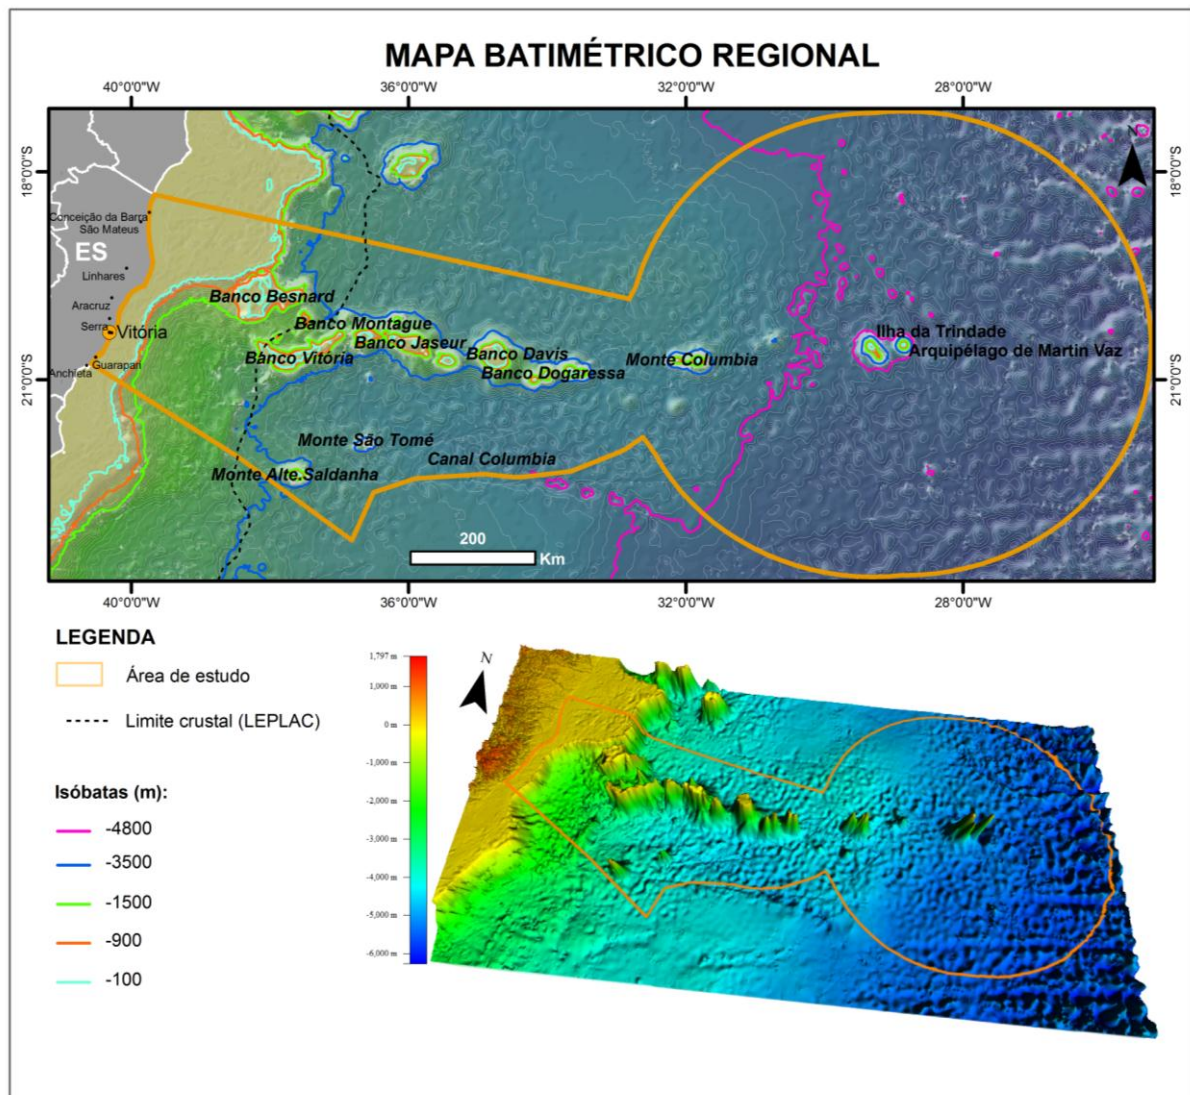 MAPA BATIMÉTRICO REGIONAL
40°0'0"W 36°0'0"W 32°0'0"W 28°0'0"W
N
18°0'0"S 18°0'0"S
Conceição da Barra
São Mateus
ES
Linhares
Banco Besnard
Aracruz
Serra
Vitória
Banco Montague
Ilha da Trindade
Banco Jaseur
Arquipélago de Martin Vaz
Banco Vitória
Banco Davis
Monte Columbia
Guarapari
Anchieta
Banco Dogaressa
21°0'0"S 21°0'0"S
Monte São Tomé
Canal Columbia
Monte Alte.Saldanha
200
Km
40°0'0"W 36°0'0"W 32°0'0"W 28°0'0"W
LEGENDA
Área de estudo
Limite crustal (LEPLAC)
Isóbatas (m):
-4800
-3500
-1500
-900
-100
1,797 m
1,000 m
0 m
-1,000 m
-2,000 m
-3,000 m
-4,000 m
-5,000 m
-6,000 m
N